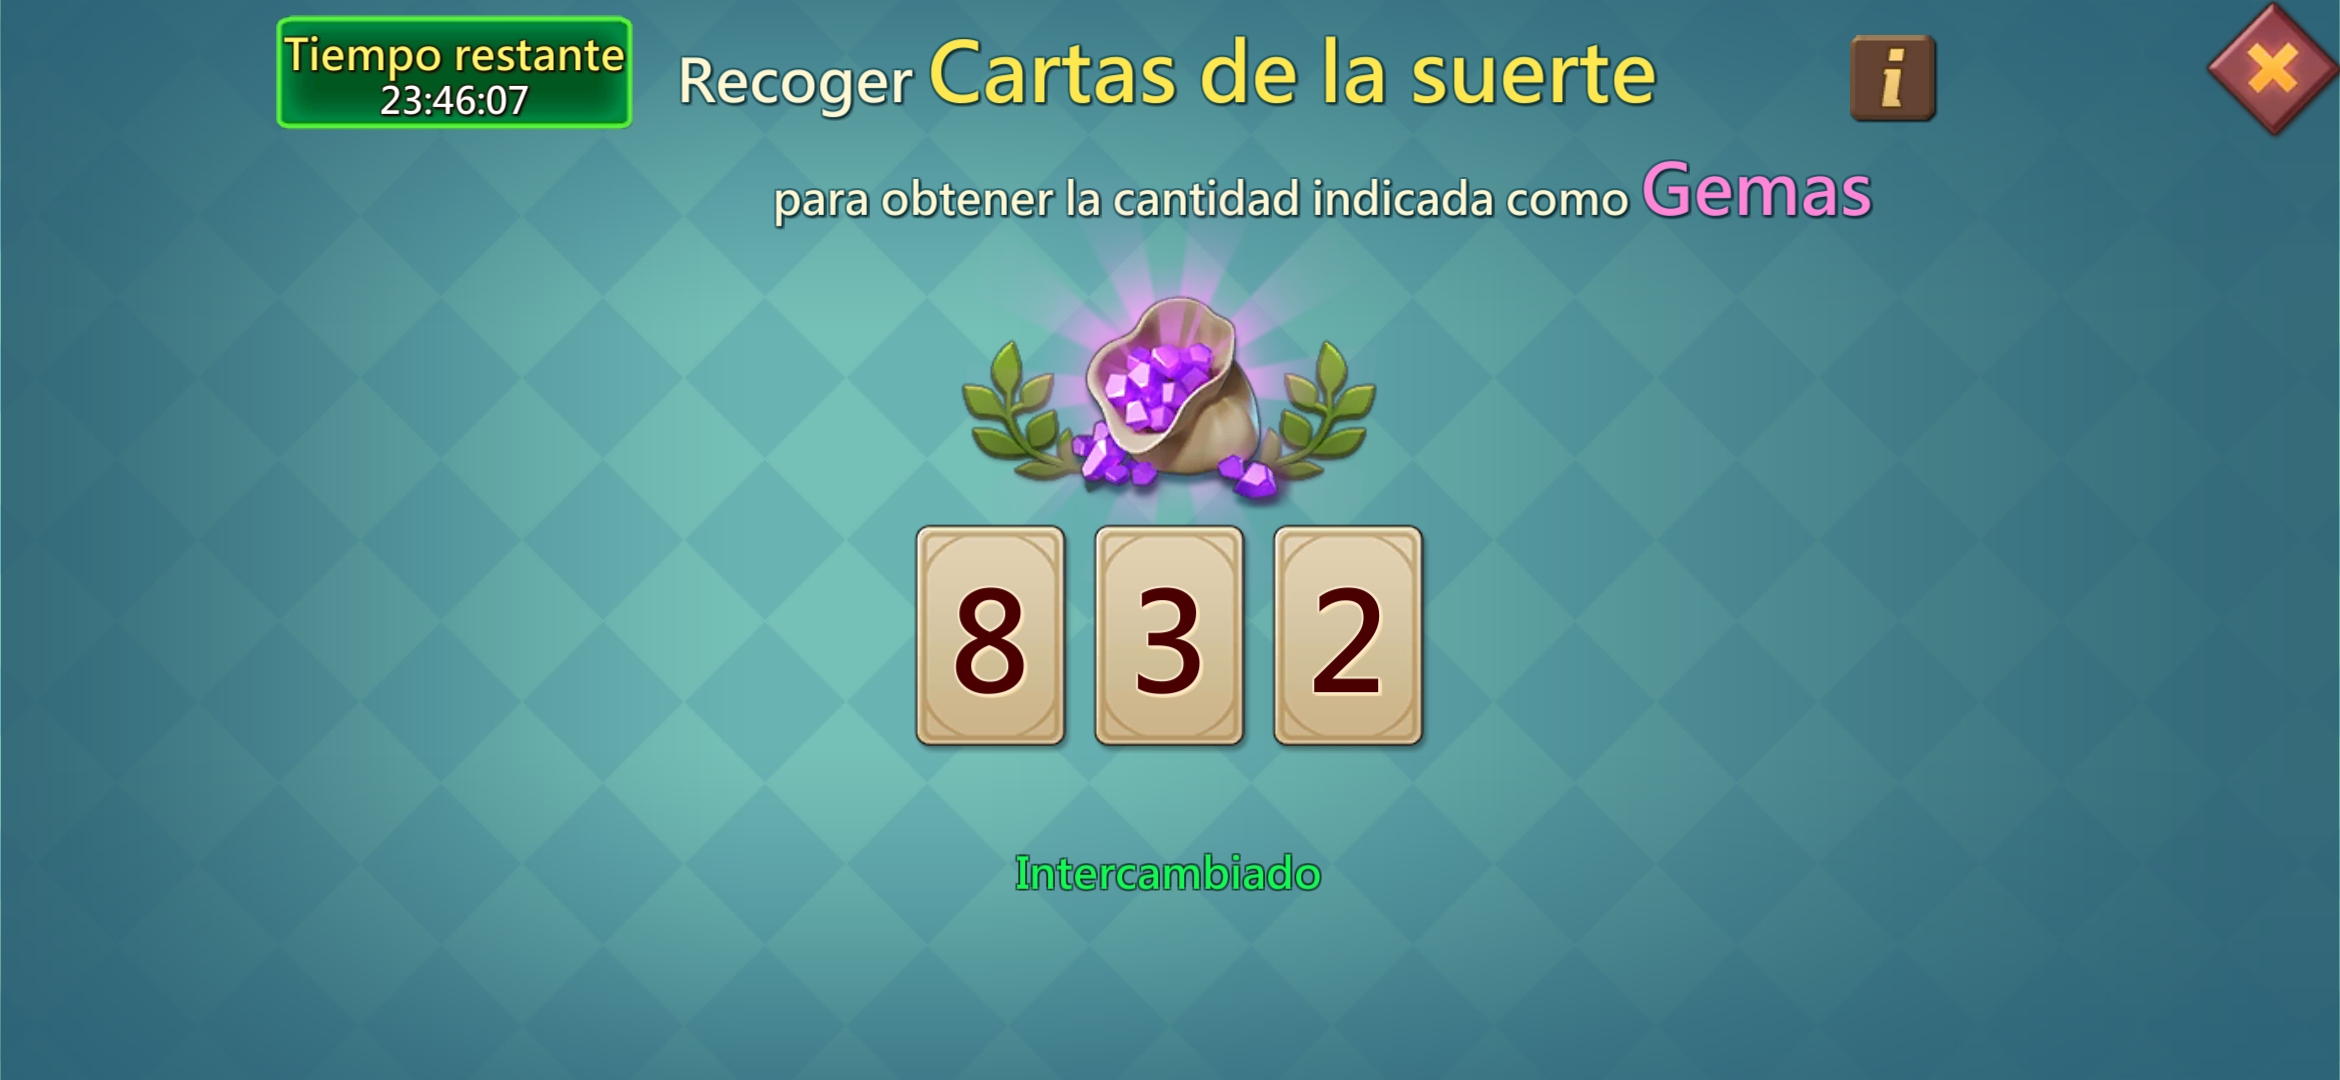 Tiempo restante
23:46:07
Recoger Cartas de la suerte
i
para obtener la cantidad indicada como Gemas
8 3 2
Intercambiado